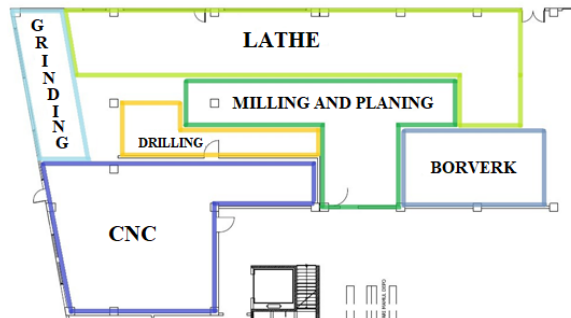 GRINDING
LATHE
MILLING AND PLANING
DRILLING
BORVERK
CNC